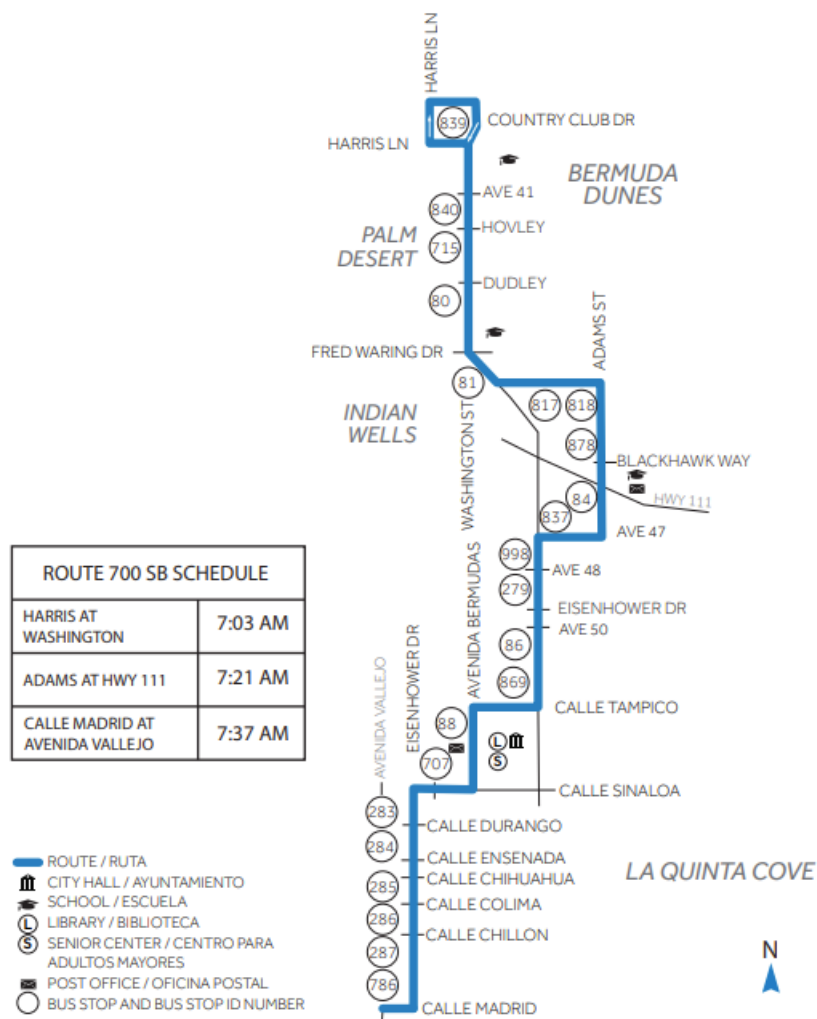 HARRIS LN
839
COUNTRY CLUB DR
HARRIS LN
BERMUDA
DUNES
AVE 41
840
HOVLEY
PALM
DESERT
715
DUDLEY
80
ADAMS ST
FRED WARING DR
81
817
818
INDIAN
WELLS
WASHINGTON ST
878
BLACKHAWK WAY
84
HWY 111
837
AVE 47
998
AVE 48
279
EISENHOWER DR
AVE 50
86
AVENIDA BERMUDAS
869
CALLE TAMPICO
ROUTE 700 SB SCHEDULE
HARRIS AT
WASHINGTON
7:03 AM
ADAMS AT HWY 111
7:21 AM
CALLE MADRID AT
AVENIDA VALLEJO
7:37 AM
AVENIDA VALLEJO
EISENHOWER DR
88
L
S
707
CALLE SINALOA
283
CALLE DURANGO
284
CALLE ENSENADA
CALLE CHIHUAHUA
285
LA QUINTA COVE
CALLE COLIMA
286
CALLE CHILLON
287
786
CALLE MADRID
N
ROUTE / RUTA
CITY HALL / AYUNTAMIENTO
SCHOOL / ESCUELA
L LIBRARY / BIBLIOTECA
S SENIOR CENTER / CENTRO PARA
ADULTOS MAYORES
POST OFFICE / OFICINA POSTAL
BUS STOP AND BUS STOP ID NUMBER